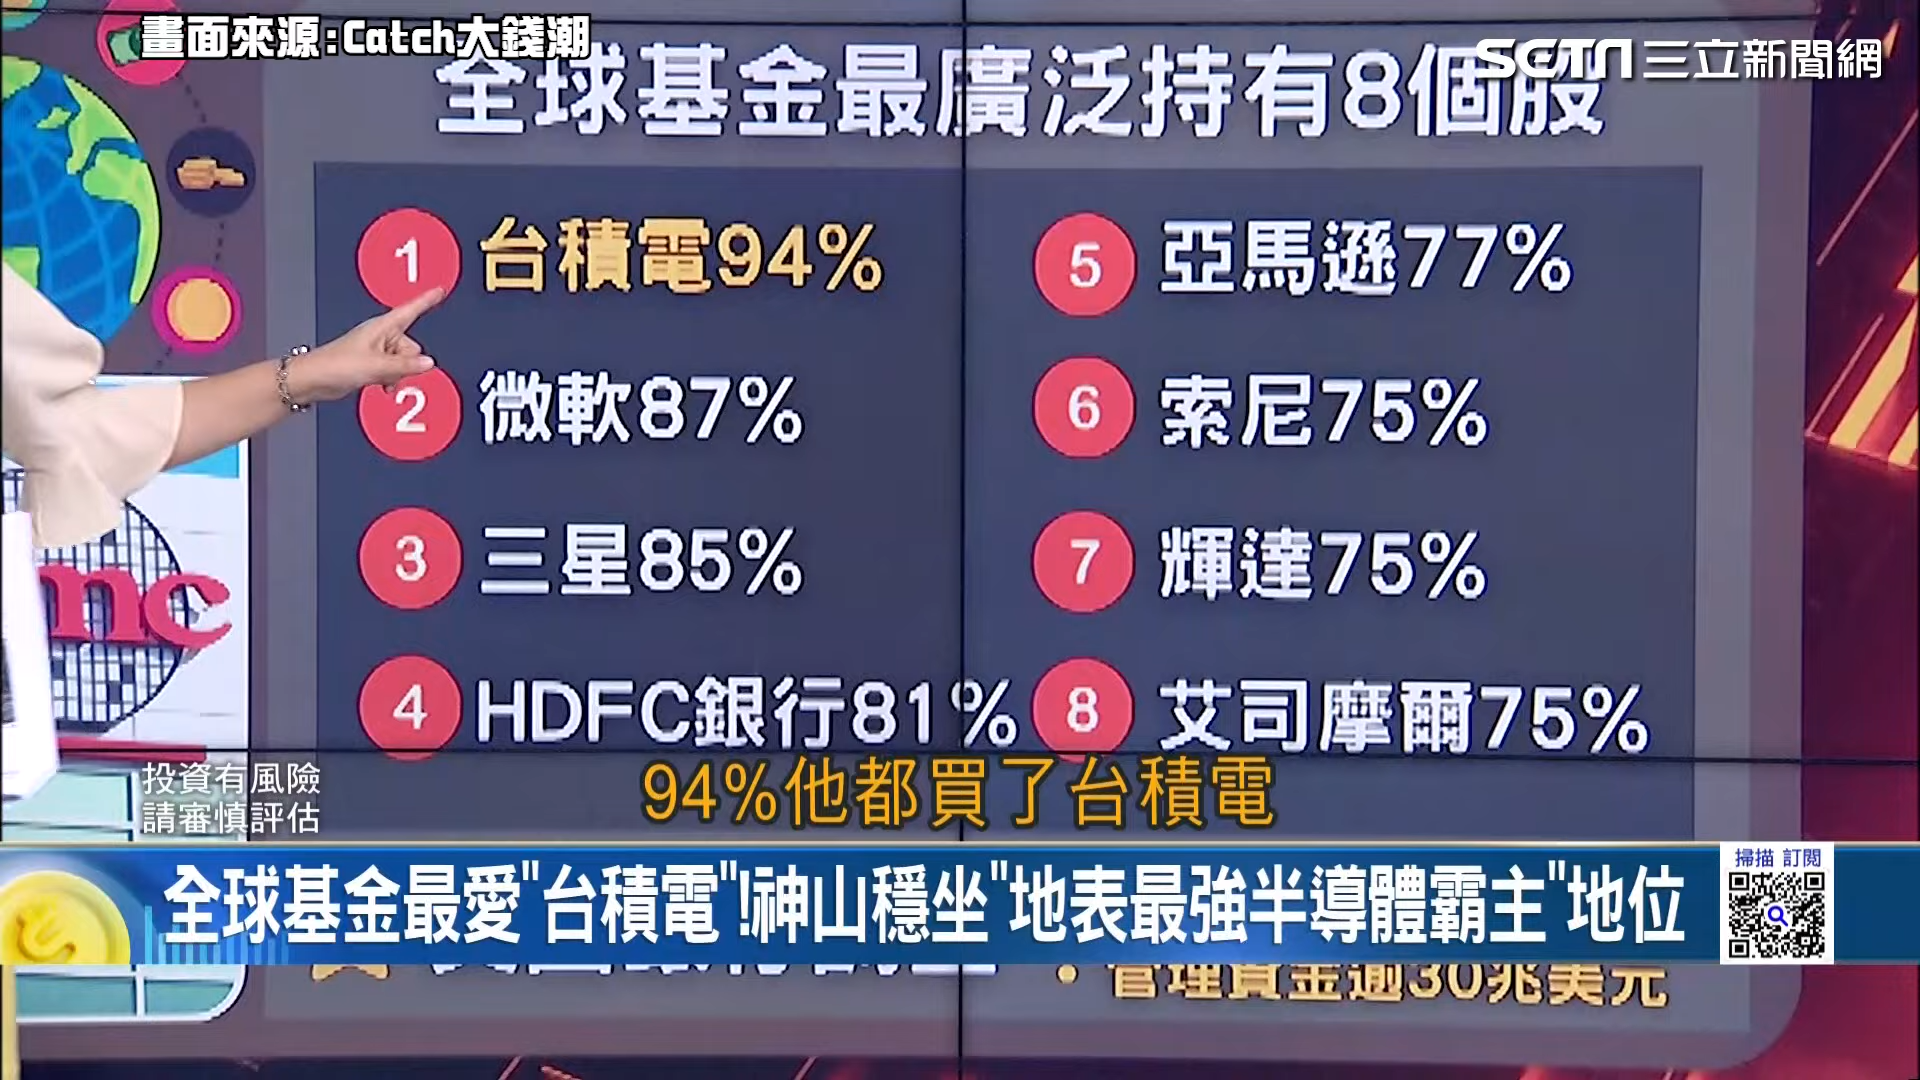 畫面來源:Catch大錢潮
SETN三立新聞網
全球基金最廣泛持有8個股
1 台積電94%
2 微軟87%
3 三星85%
4 HDFC銀行81%
5 亞馬遜77%
6 索尼75%
7 輝達75%
8 艾司摩爾75%
mc
94%他都買了台積電
投資有風險
請審慎評估
掃描 訂閱
全球基金最愛"台積電"!神山穩坐"地表最強半導體霸主"地位
•管理資金逾30兆美元